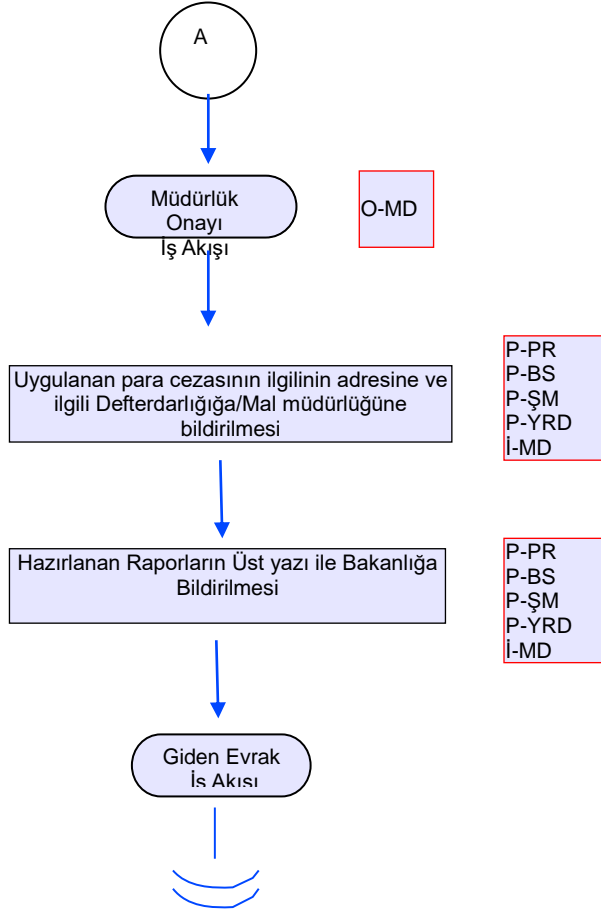 A
Müdürlük
Onayı
İş Akışı
O-MD
Uygulanan para cezasının ilgilinin adresine ve
ilgili Defterdarlığığa/Mal müdürlüğüne
bildirilmesi
P-PR
P-BS
P-ŞM
P-YRD
İ-MD
Hazırlanan Raporların Üst yazı ile Bakanlığa
Bildirilmesi
P-PR
P-BS
P-ŞM
P-YRD
İ-MD
Giden Evrak
İş Akışı